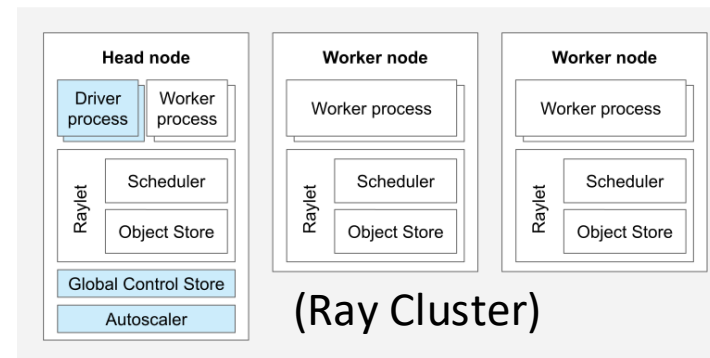 Head node
Driver
process
Worker
process
Raylet
Scheduler
Object Store
Global Control Store
Autoscaler
Worker node
Worker process
Raylet
Scheduler
Object Store
Worker node
Worker process
Raylet
Scheduler
Object Store
(Ray Cluster)